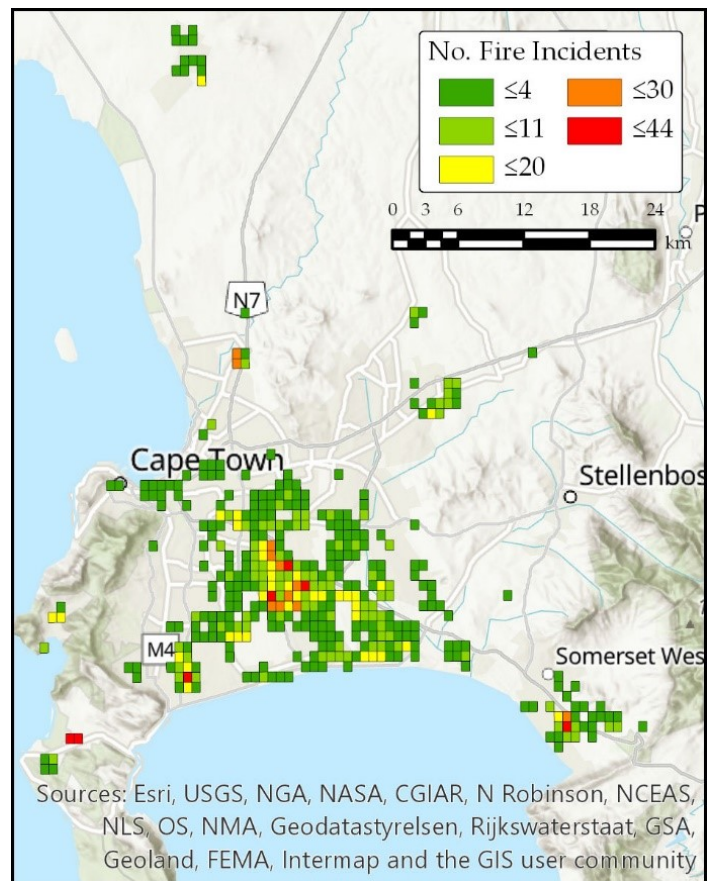 No. Fire Incidents
≤4 ≤30
≤11 ≤44
≤20
0 3 6 12 18 24
km
P
N7
Cape Town
Stellenbos
M4
Somerset Wes
Sources: Esri, USGS, NGA, NASA, CGIAR, N Robinson, NCEAS,
NLS, OS, NMA, Geodatastyrelsen, Rijkswaterstaat, GSA,
Geoland, FEMA, Intermap and the GIS user community